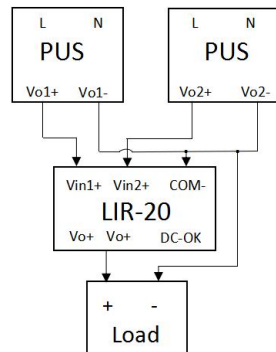 L N L N
PUS PUS
Vo1+ Vo1- Vo2+ Vo2-
Vin1+ Vin2+ COM-
LIR-20
Vo+ Vo+ DC-OK
+ -
Load